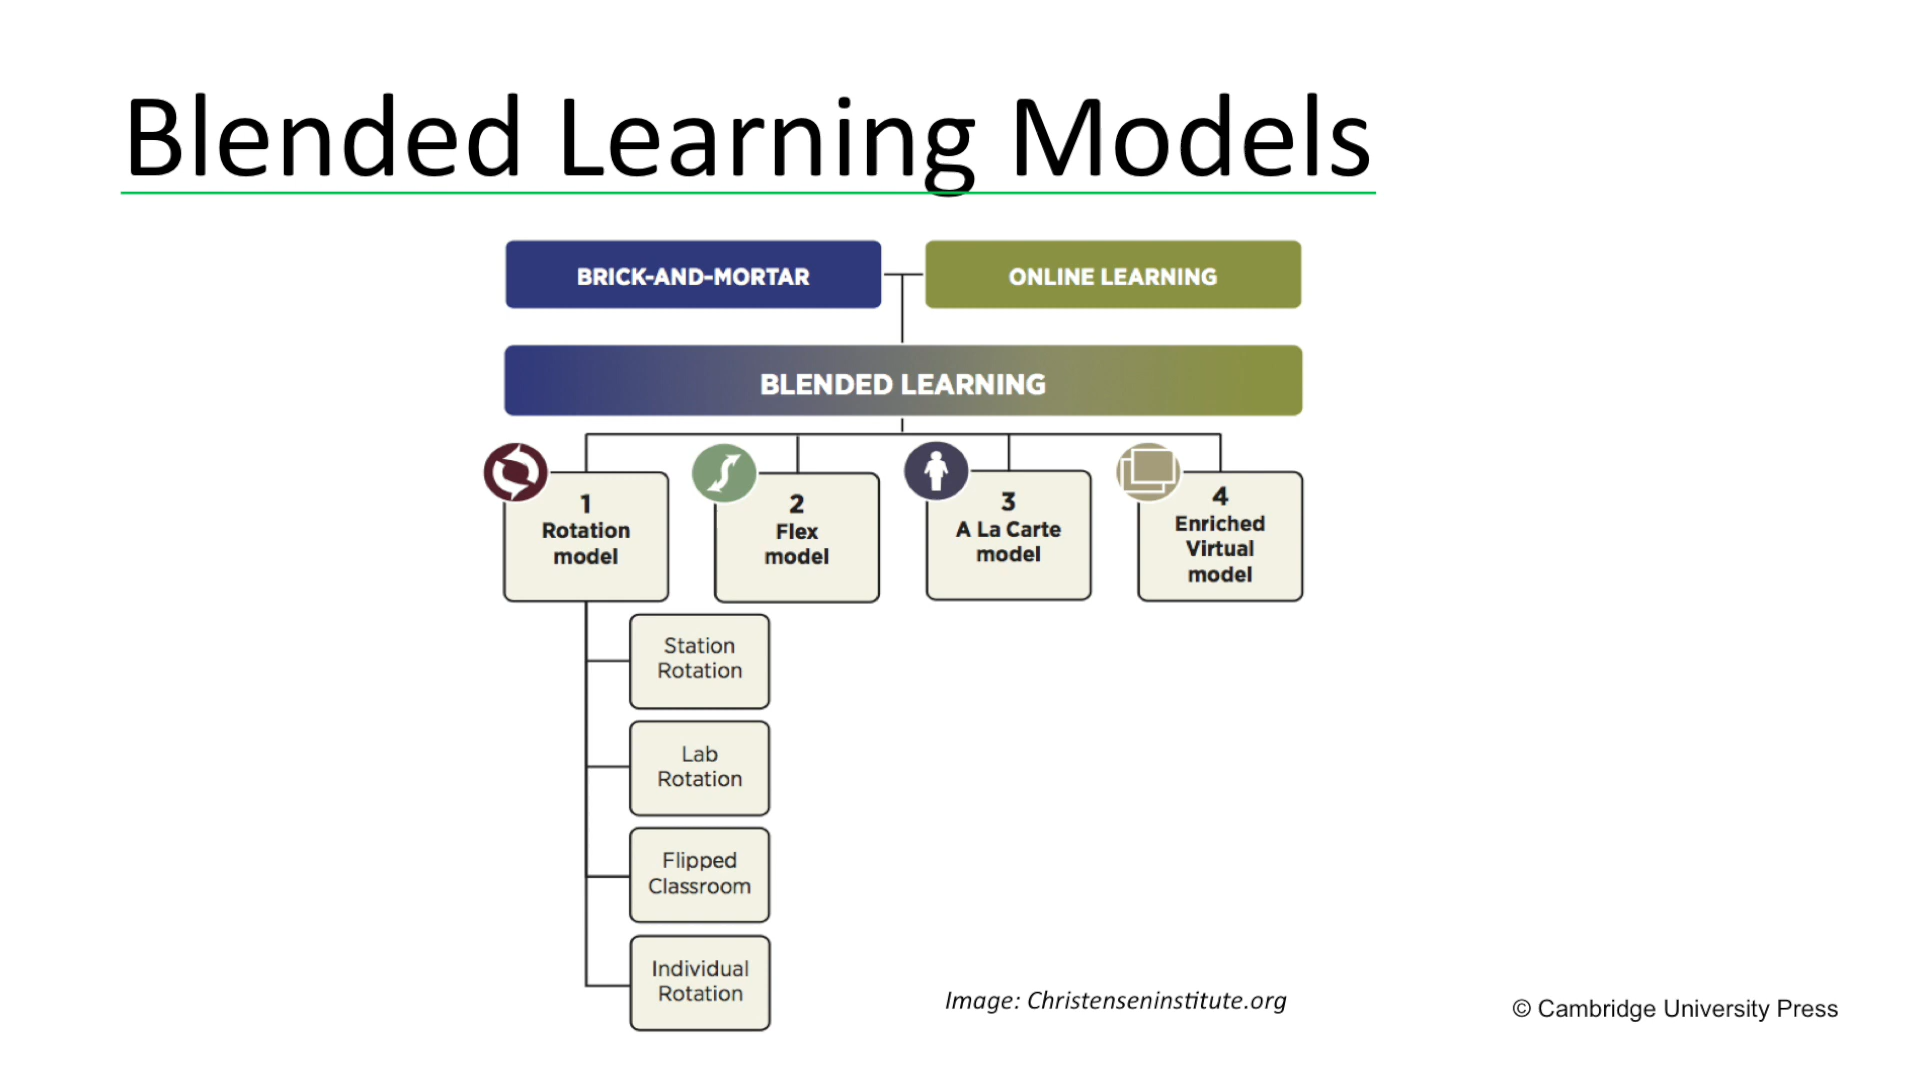 Blended Learning Models
BRICK-AND-MORTAR
ONLINE LEARNING
BLENDED LEARNING
1
Rotation
model
2
Flex
model
3
A La Carte
model
4
Enriched
Virtual
model
Station
Rotation
Lab
Rotation
Flipped
Classroom
Individual
Rotation
Image: Christenseninstitute.org
© Cambridge University Press